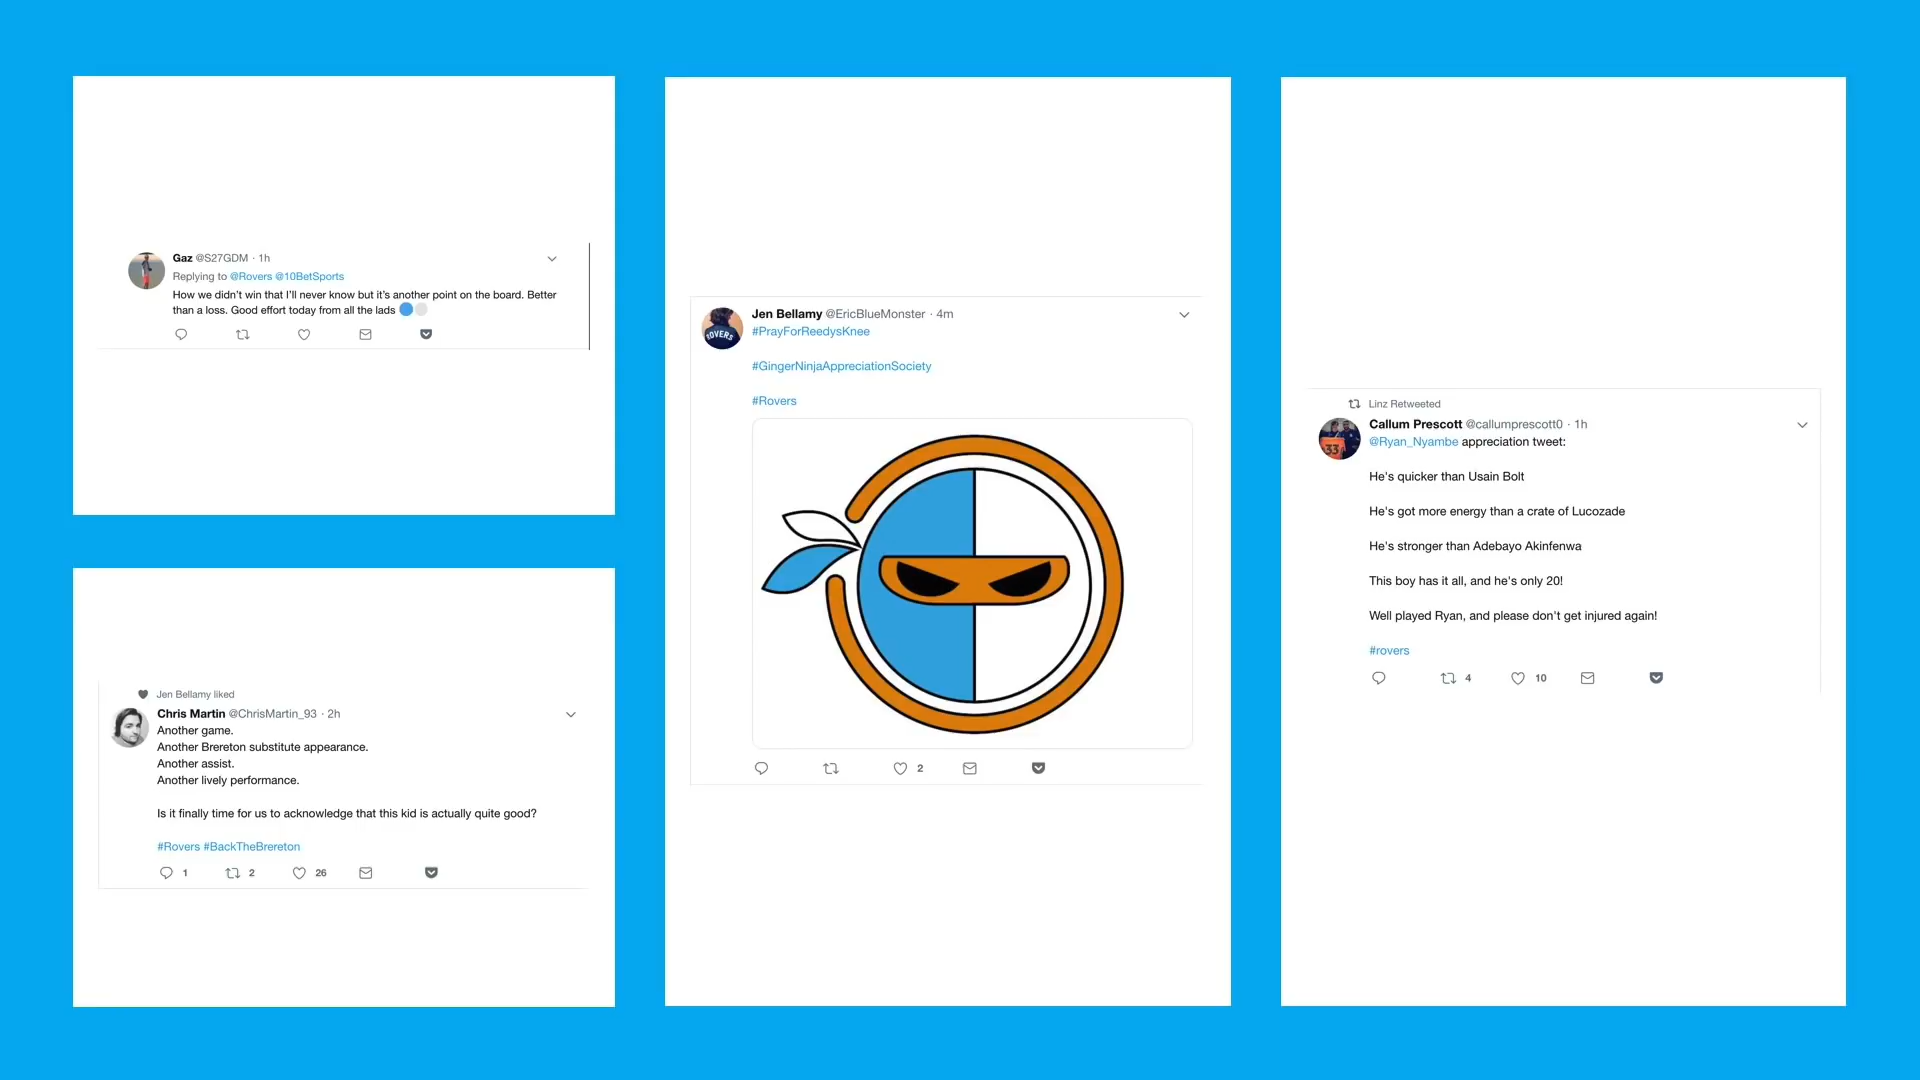 Gaz @S27GDM · 1h
Replying to @Rovers @10BetSports
How we didn't win that I'll never know but it's another point on the board. Better
than a loss. Good effort today from all the lads
Jen Bellamy liked
Chris Martin @ChrisMartin_93 · 2h
Another game.
Another Brereton substitute appearance.
Another assist.
Another lively performance.
Is it finally time for us to acknowledge that this kid is actually quite good?
#Rovers #BackTheBrereton
1 2 26
ROVERS
Jen Bellamy @EricBlueMonster · 4m
#PrayForReedysKnee
#GingerNinjaAppreciationSociety
#Rovers
2
Linz Retweeted
33
Callum Prescott @callumprescott0 · 1h
@Ryan_Nyambe appreciation tweet:
He's quicker than Usain Bolt
He's got more energy than a crate of Lucozade
He's stronger than Adebayo Akinfenwa
This boy has it all, and he's only 20!
Well played Ryan, and please don't get injured again!
#rovers
4 10